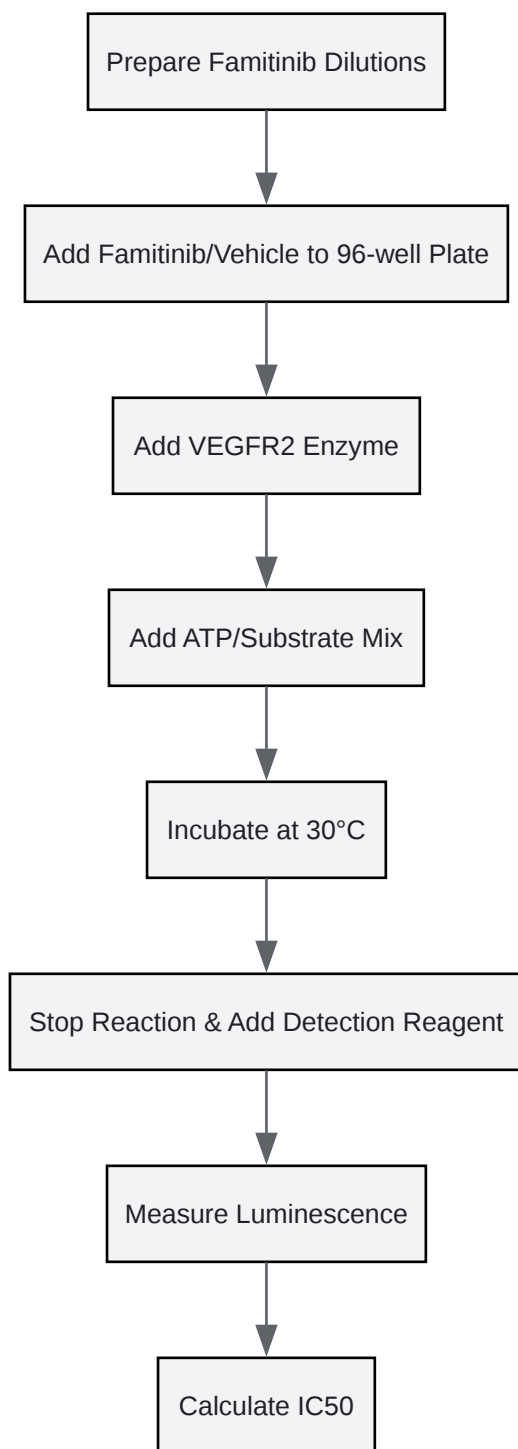 Prepare Famitinib Dilutions
Add Famitinib/Vehicle to 96-well Plate
Add VEGFR2 Enzyme
Add ATP/Substrate Mix
Incubate at 30°C
Stop Reaction & Add Detection Reagent
Measure Luminescence
Calculate IC50